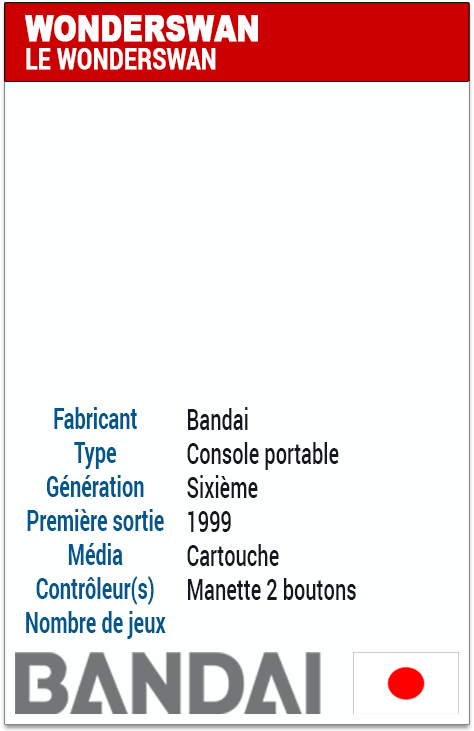 WONDERSWAN
LE WONDERSWAN
Fabricant Bandai
Type Console portable
Génération Sixième
Première sortie 1999
Média Cartouche
Contrôleur(s) Manette 2 boutons
Nombre de jeux
BANDAI